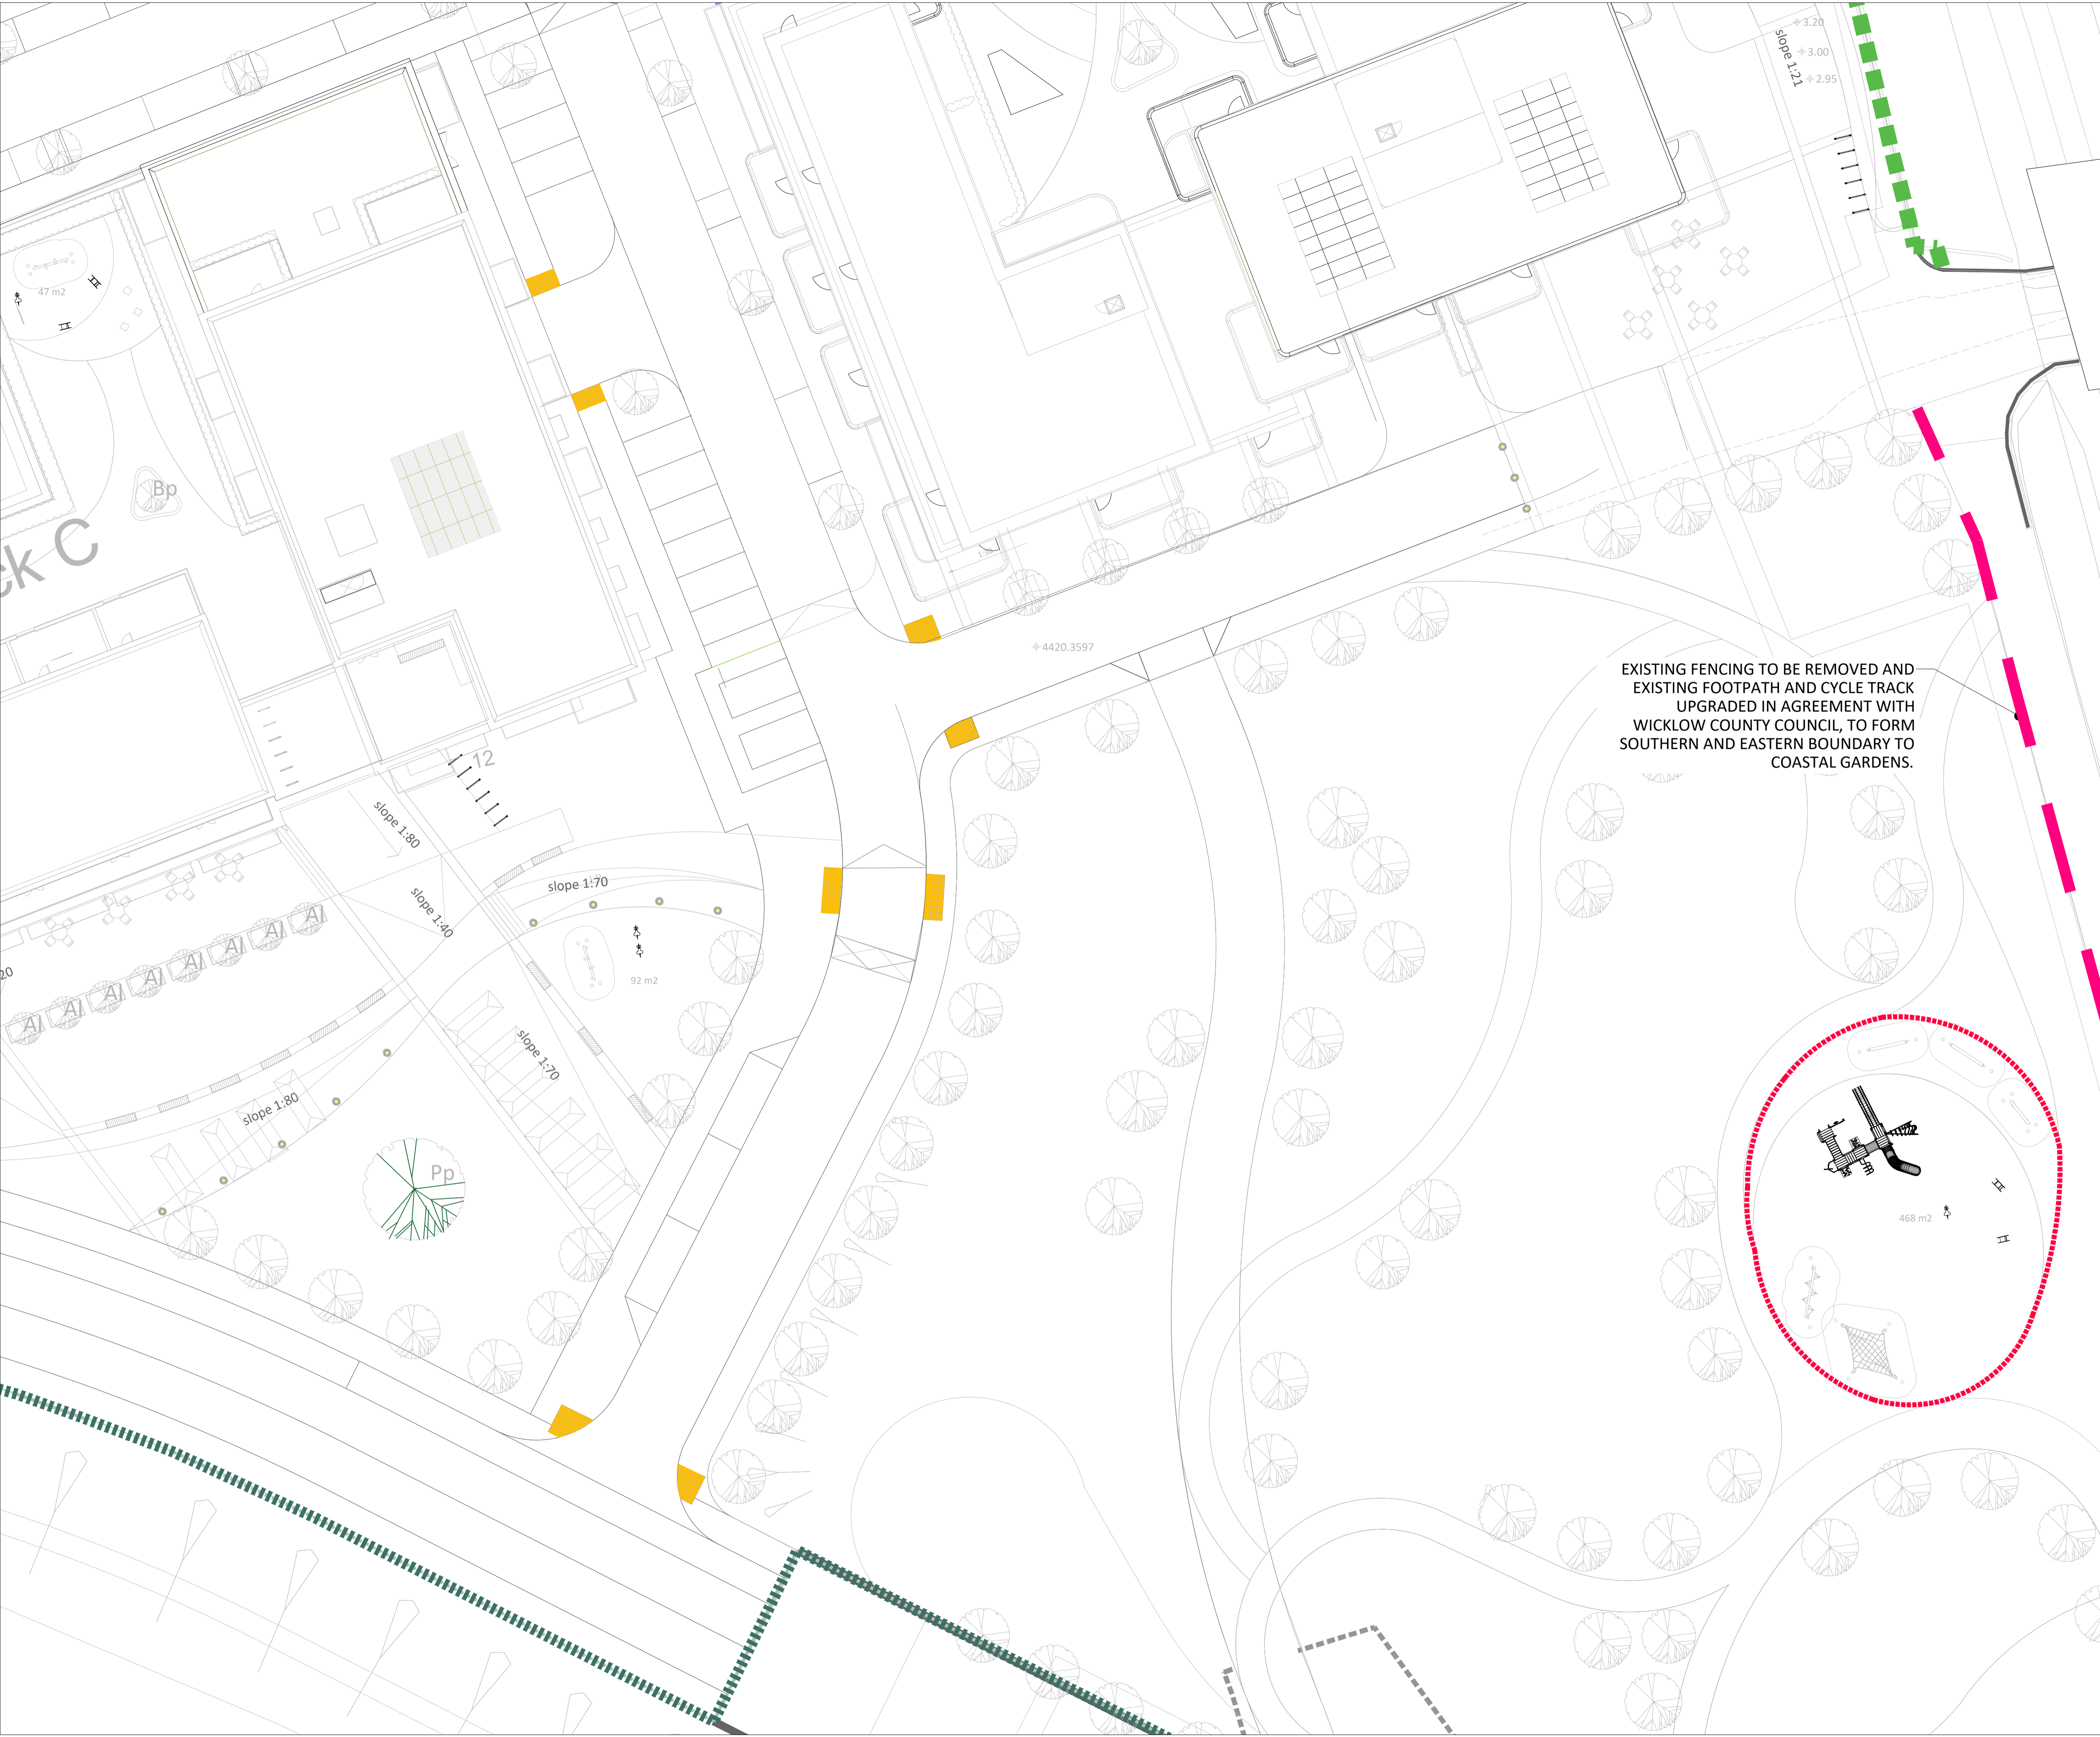 3.20
slope 1:21
3.00
2.95
47 m2
Bp
ck C
4420.3597
EXISTING FENCING TO BE REMOVED AND
EXISTING FOOTPATH AND CYCLE TRACK
UPGRADED IN AGREEMENT WITH
WICKLOW COUNTY COUNCIL, TO FORM
SOUTHERN AND EASTERN BOUNDARY TO
COASTAL GARDENS.
12
slope 1:80
slope 1:70
slope 1:40
Al
Al
Al
Al
Al
Al
Al
Al
20
92 m2
slope 1:70
slope 1:80
Pp
468 m2